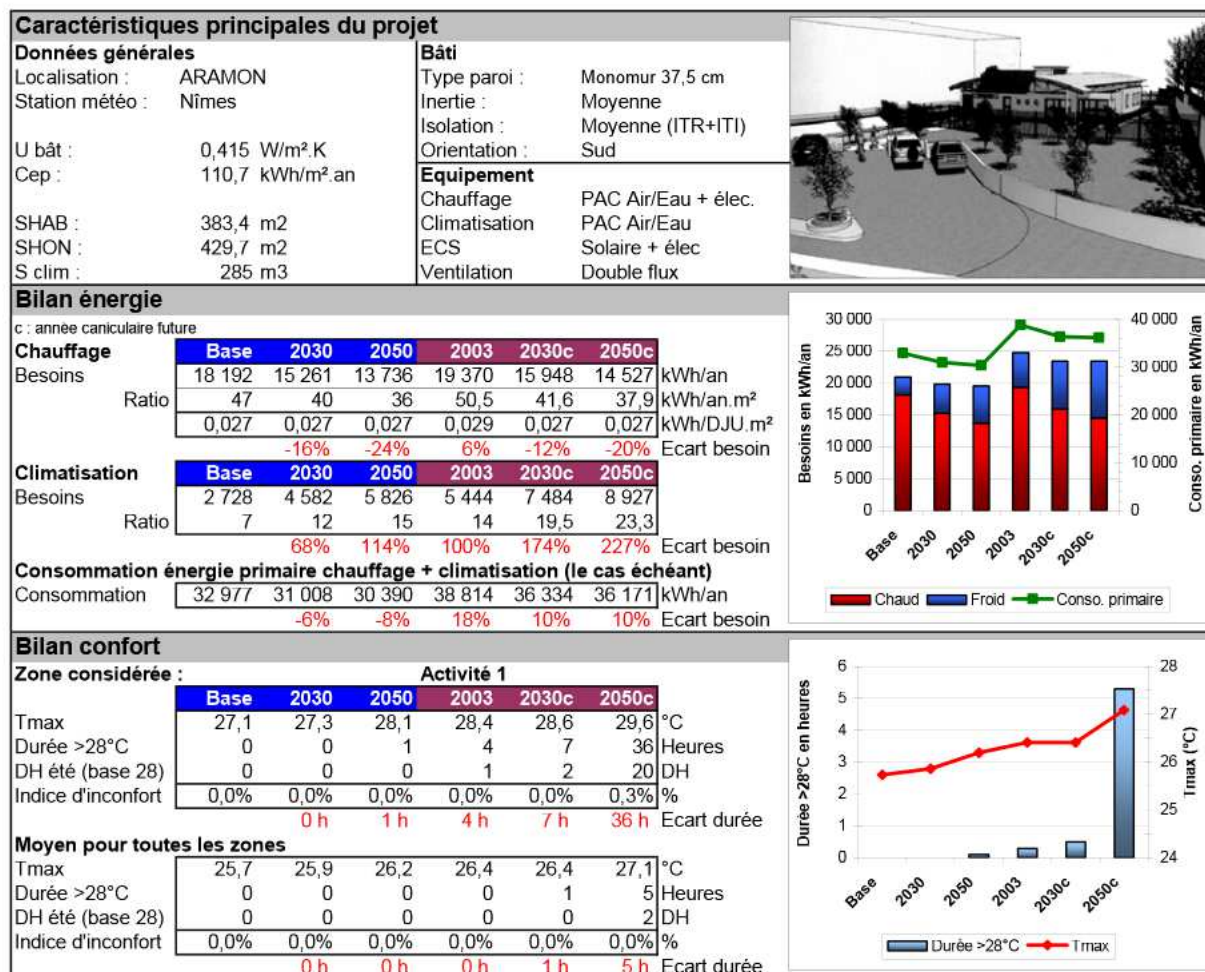 Caractéristiques principales du projet
Données générales
Localisation : ARAMON
Station météo : Nîmes
U bât : 0,415 W/m².K
Cep : 110,7 kWh/m².an
SHAB : 383,4 m2
SHON : 429,7 m2
S clim : 285 m3
Bâti
Type paroi : Monomur 37,5 cm
Inertie : Moyenne
Isolation : Moyenne (ITR+ITI)
Orientation : Sud
Equipement
Chauffage PAC Air/Eau + élec.
Climatisation PAC Air/Eau
ECS Solaire + élec
Ventilation Double flux
Bilan énergie
c : année caniculaire future
Chauffage Base 2030 2050 2003 2030c 2050c
Besoins 18 192 15 261 13 736 19 370 15 948 14 527 kWh/an
Ratio 47 40 36 50,5 41,6 37,9 kWh/an.m²
0,027 0,027 0,027 0,029 0,027 0,027 kWh/DJU.m²
-16% -24% 6% -12% -20% Ecart besoin
Climatisation Base 2030 2050 2003 2030c 2050c
Besoins 2 728 4 582 5 826 5 444 7 484 8 927
Ratio 7 12 15 14 19,5 23,3
68% 114% 100% 174% 227% Ecart besoin
Consommation énergie primaire chauffage + climatisation (le cas échéant)
Consommation 32 977 31 008 30 390 38 814 36 334 36 171 kWh/an
-6% -8% 18% 10% 10% Ecart besoin
Besoins en kWh/an
30 000
25 000
20 000
15 000
10 000
5 000
0
40 000
30 000
20 000
10 000
0
Conso. primaire en kWh/an
Base 2030 2050 2003 2030c 2050c
Chaud Froid Conso. primaire
Bilan confort
Zone considérée : Activité 1
Base 2030 2050 2003 2030c 2050c
Tmax 27,1 27,3 28,1 28,4 28,6 29,6 °C
Durée >28°C 0 0 1 4 7 36 Heures
DH été (base 28) 0 0 0 1 2 20 DH
Indice d'inconfort 0,0% 0,0% 0,0% 0,0% 0,0% 0,3% %
0 h 1 h 4 h 7 h 36 h Ecart durée
Moyen pour toutes les zones
Tmax 25,7 25,9 26,2 26,4 26,4 27,1 °C
Durée >28°C 0 0 0 0 1 5 Heures
DH été (base 28) 0 0 0 0 0 2 DH
Indice d'inconfort 0,0% 0,0% 0,0% 0,0% 0,0% 0,0% %
0 h 0 h 0 h 1 h 5 h Ecart durée
Durée >28°C en heures
6
5
4
3
2
1
0
28
27
26
25
24
Tmax (°C)
Base 2030 2050 2003 2030c 2050c
Durée >28°C Tmax